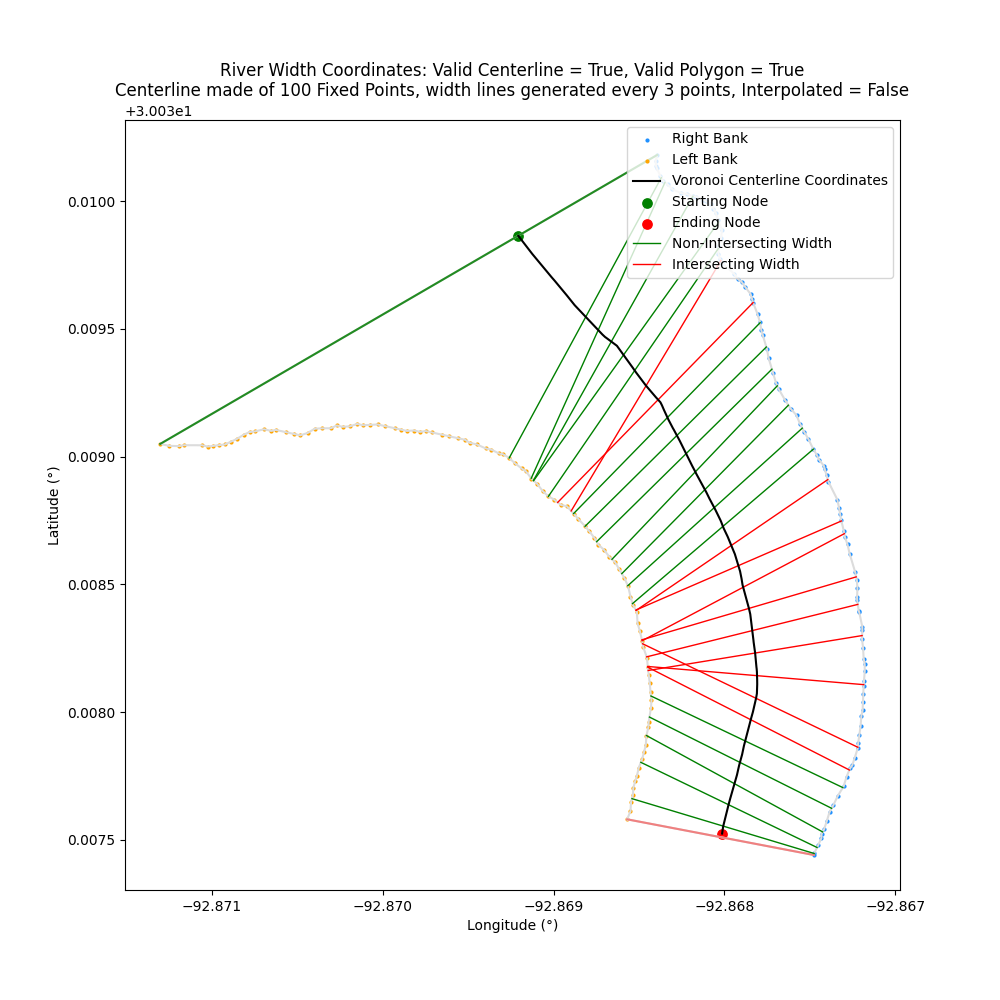 River Width Coordinates: Valid Centerline = True, Valid Polygon = True
Centerline made of 100 Fixed Points, width lines generated every 3 points, Interpolated = False
+3.003e1
Right Bank
Left Bank
Voronoi Centerline Coordinates
Starting Node
Ending Node
Non-Intersecting Width
Intersecting Width
0.0100
0.0095
0.0090
0.0085
0.0080
0.0075
Latitude (°)
−92.871
−92.870
−92.869
−92.868
−92.867
Longitude (°)